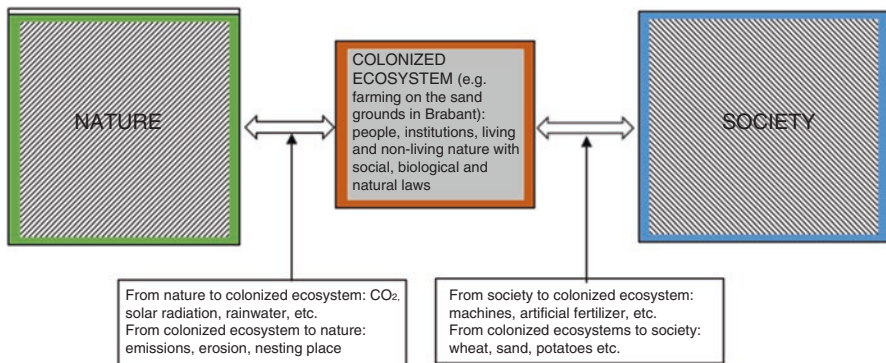 NATURE
COLONIZED
ECOSYSTEM (e.g.
farming on the sand
grounds in Brabant):
people, institutions, living
and non-living nature with
social, biological and
natural laws
SOCIETY
From nature to colonized ecosystem: CO₂,
solar radiation, rainwater, etc.
From colonized ecosystem to nature:
emissions, erosion, nesting place
From society to colonized ecosystem:
machines, artificial fertilizer, etc.
From colonized ecosystems to society:
wheat, sand, potatoes etc.